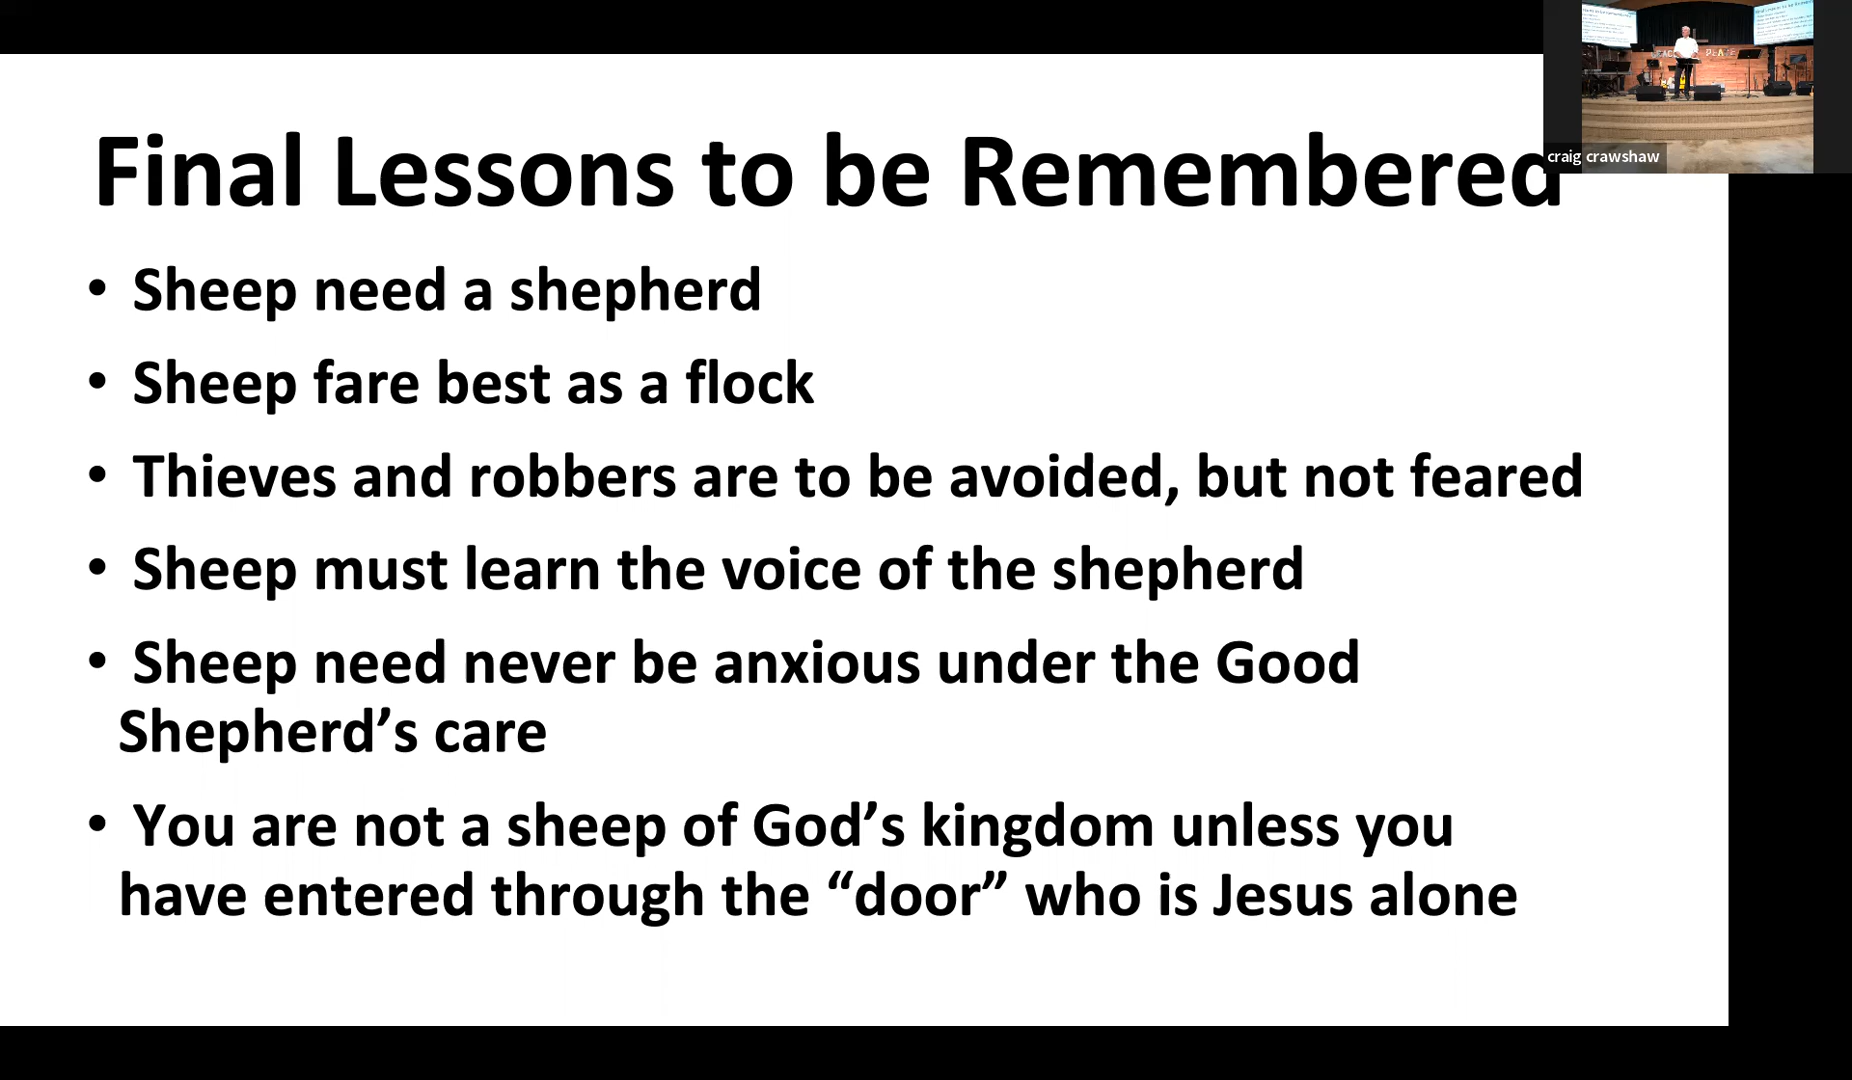 craig crawshaw
Final Lessons to be Remembered
• Sheep need a shepherd
• Sheep fare best as a flock
• Thieves and robbers are to be avoided, but not feared
• Sheep must learn the voice of the shepherd
• Sheep need never be anxious under the Good
Shepherd’s care
• You are not a sheep of God’s kingdom unless you
have entered through the “door” who is Jesus alone